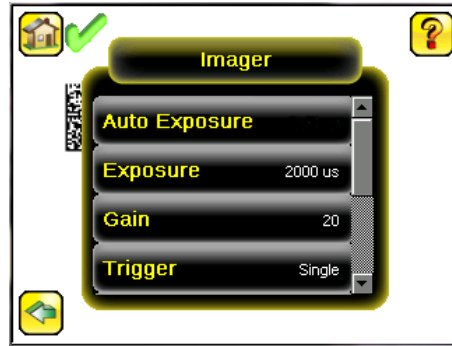 Imager
Auto Exposure
Exposure 2000 us
Gain 20
Trigger Single